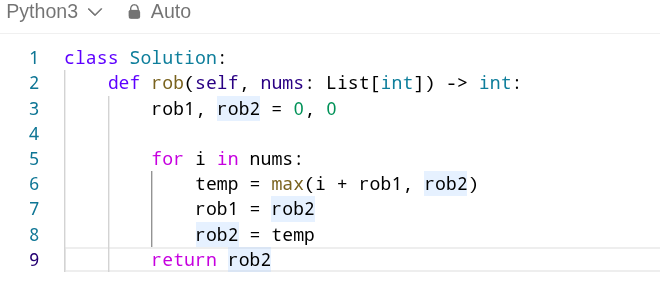 Python3 Auto
1 class Solution:
2     def rob(self, nums: List[int]) -> int:
3         rob1, rob2 = 0, 0
4
5         for i in nums:
6             temp = max(i + rob1, rob2)
7             rob1 = rob2
8             rob2 = temp
9         return rob2